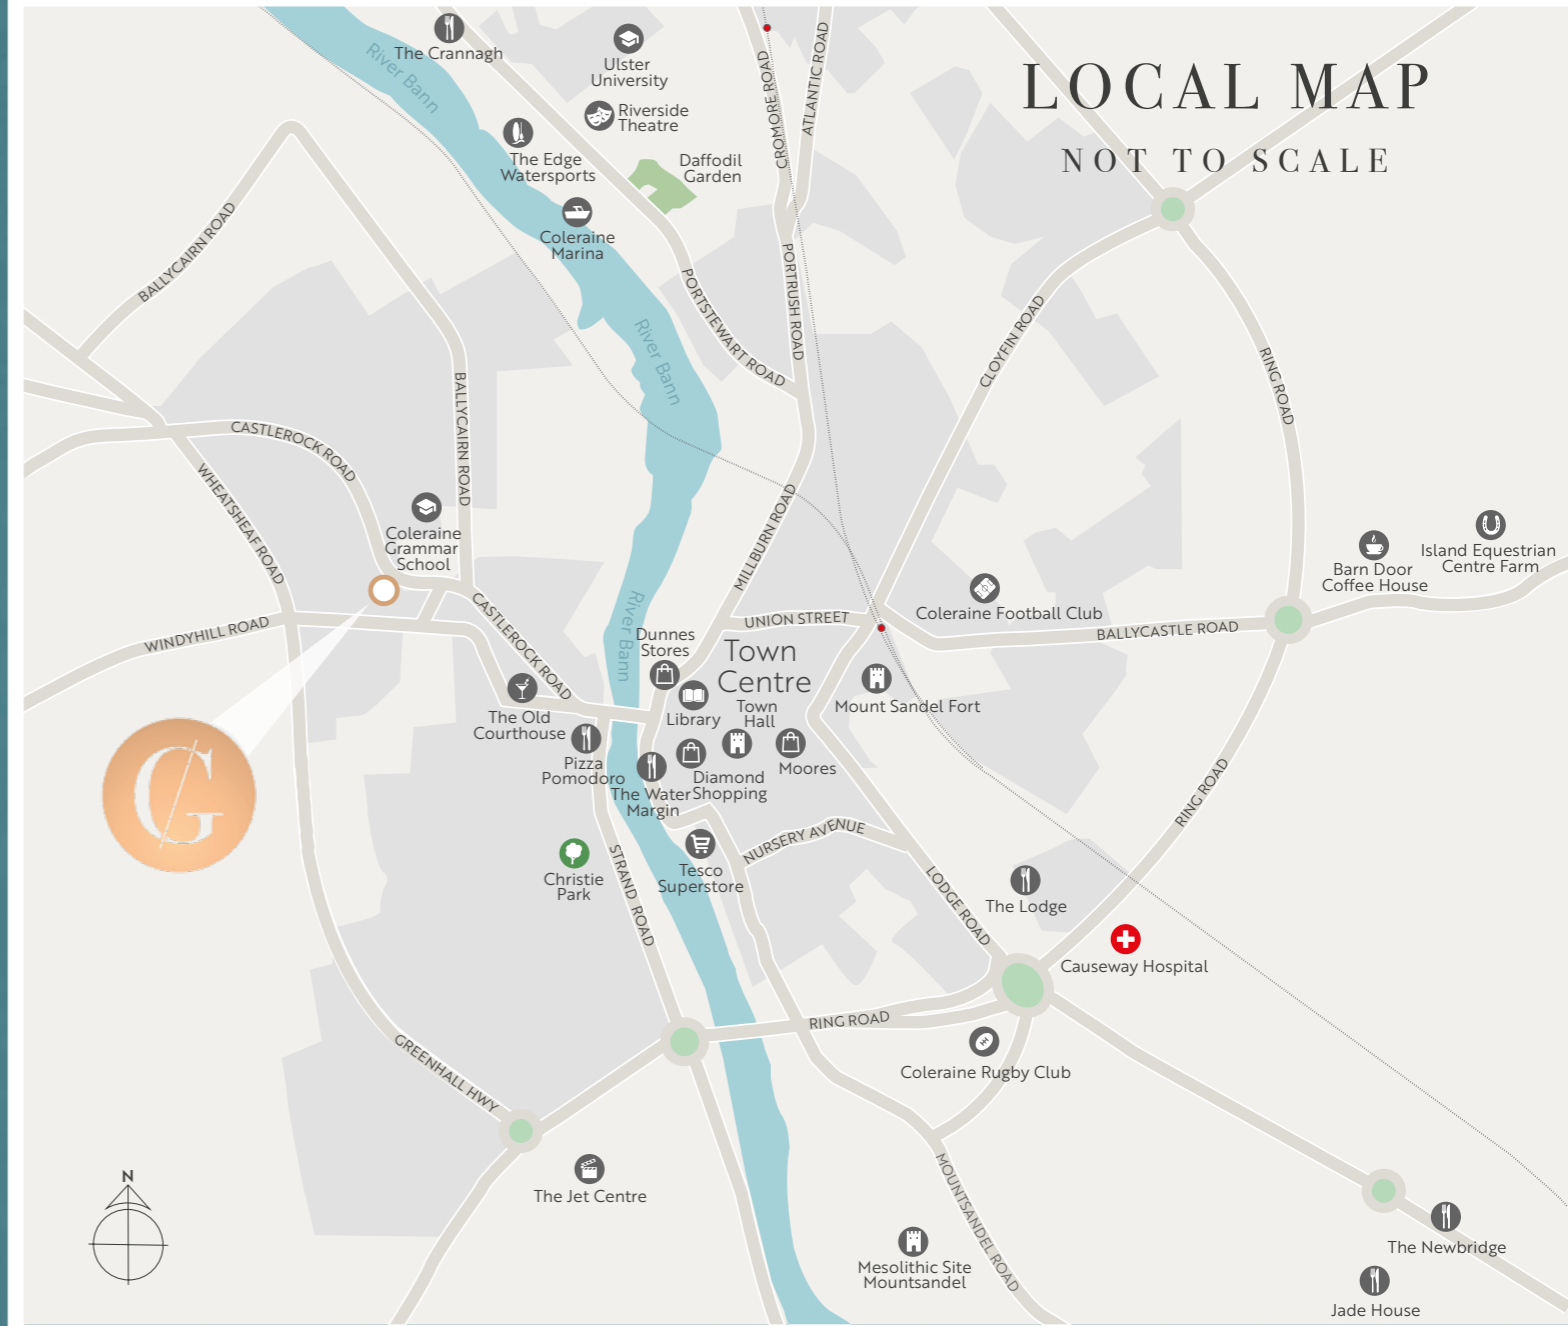 LOCAL MAP
NOT TO SCALE
The Crannagh
River Bann
Ulster
University
Riverside
Theatre
The Edge
Watersports
Daffodil
Garden
Coleraine
Marina
CROMORE ROAD
ATLANTIC ROAD
BALLYCAIRN ROAD
PORTSTEWART ROAD
PORTRUSH ROAD
River Bann
CLOYFIN ROAD
RING ROAD
BALLYCAIRN ROAD
CASTLEROCK ROAD
WHEATSHEAF ROAD
Coleraine
Grammar
School
MILLBURN ROAD
Barn Door
Coffee House
Island Equestrian
Centre Farm
Coleraine Football Club
BALLYCASTLE ROAD
UNION STREET
WINDYHILL ROAD
CASTLEROCK ROAD
River Bann
Dunnes
Stores
Town
Centre
Library
Town
Hall
Mount Sandel Fort
The Old
Courthouse
Pizza
Pomodoro
The Water
Margin
Diamond
Shopping
Moores
G
RING ROAD
NURSERY AVENUE
Tesco
Superstore
Christie
Park
STRAND ROAD
LODGE ROAD
The Lodge
Causeway Hospital
RING ROAD
Coleraine Rugby Club
GREENHALL HWY
The Jet Centre
N
MOUNTSANDEL ROAD
Mesolithic Site
Mountsandel
The Newbridge
Jade House